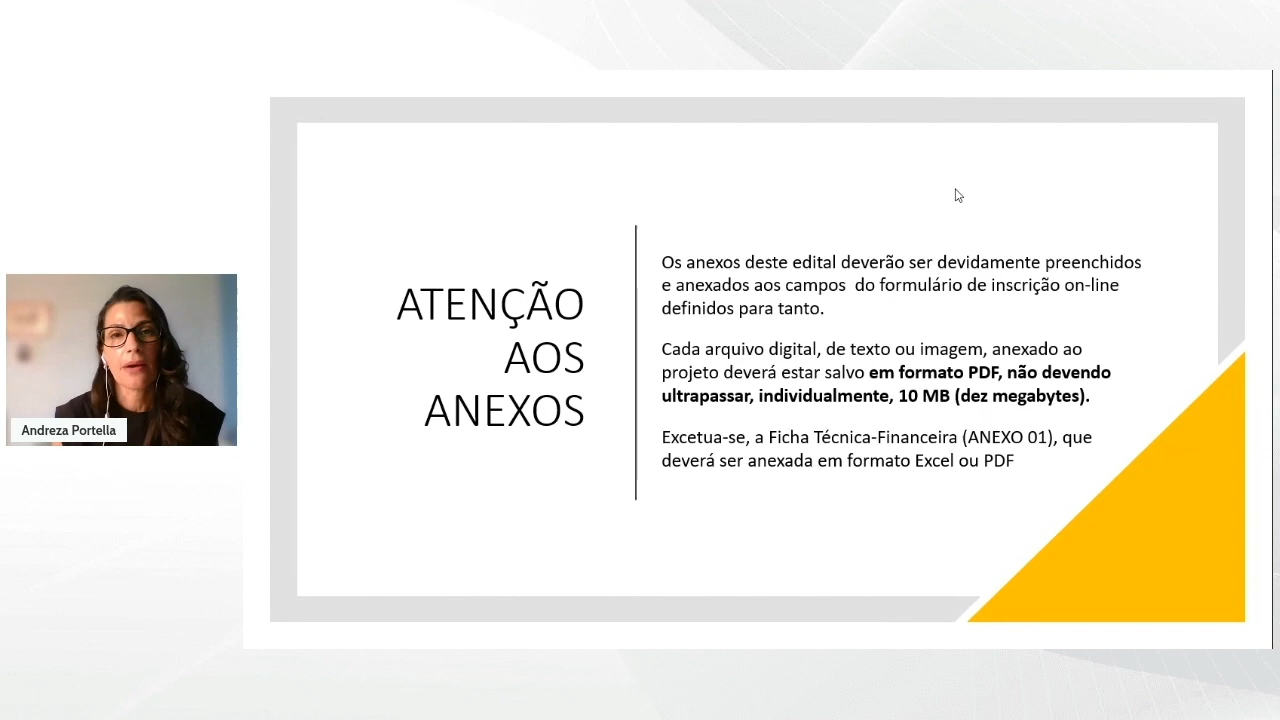 ATENÇÃO
AOS
ANEXOS
Os anexos deste edital deverão ser devidamente preenchidos
e anexados aos campos  do formulário de inscrição on-line
definidos para tanto.
Cada arquivo digital, de texto ou imagem, anexado ao
projeto deverá estar salvo em formato PDF, não devendo
ultrapassar, individualmente, 10 MB (dez megabytes).
Excetua-se, a Ficha Técnica-Financeira (ANEXO 01), que
deverá ser anexada em formato Excel ou PDF
Andreza Portella